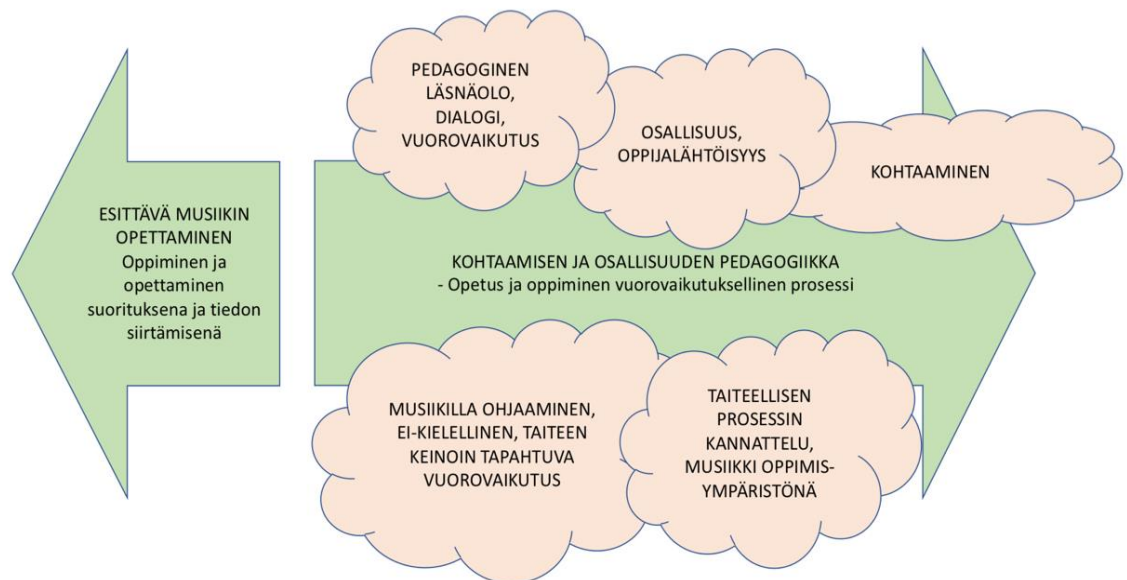 PEDAGOGINEN
LÄSNÄOLO,
DIALOGI,
VUOROVAIKUTUS
OSALLISUUS,
OPPIJALÄHTÖISYYS
KOHTAAMINEN
ESITTÄVÄ MUSIIKIN
OPETTAMINEN
Oppiminen ja
opettaminen
suorituksena ja tiedon
siirtämisenä
KOHTAAMISEN JA OSALLISUUDEN PEDAGOGIIKKA
- Opetus ja oppiminen vuorovaikutuksellinen prosessi
MUSIIKILLA OHJAAMINEN,
EI-KIELELLINEN, TAITEEN
KEINOIN TAPAHTUVA
VUOROVAIKUTUS
TAITEELLISEN
PROSESSIN
KANNATTELU,
MUSIIKKI OPPIMIS-
YMPÄRISTÖNÄ